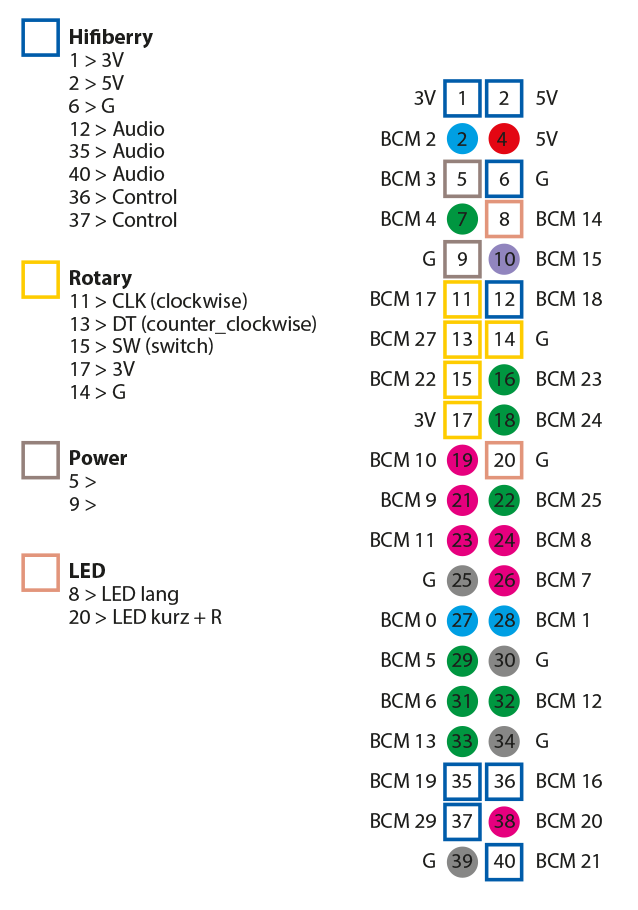 Hifiberry
1 > 3V
2 > 5V
6 > G
12 > Audio
35 > Audio
40 > Audio
36 > Control
37 > Control
Rotary
11 > CLK (clockwise)
13 > DT (counter_clockwise)
15 > SW (switch)
17 > 3V
14 > G
Power
5 >
9 >
LED
8 > LED lang
20 > LED kurz + R
3V 1 2 5V
BCM 2 2 4 5V
BCM 3 5 6 G
BCM 4 7 8 BCM 14
G 9 10 BCM 15
BCM 17 11 12 BCM 18
BCM 27 13 14 G
BCM 22 15 16 BCM 23
3V 17 18 BCM 24
BCM 10 19 20 G
BCM 9 21 22 BCM 25
BCM 11 23 24 BCM 8
G 25 26 BCM 7
BCM 0 27 28 BCM 1
BCM 5 29 30 G
BCM 6 31 32 BCM 12
BCM 13 33 34 G
BCM 19 35 36 BCM 16
BCM 29 37 38 BCM 20
G 39 40 BCM 21